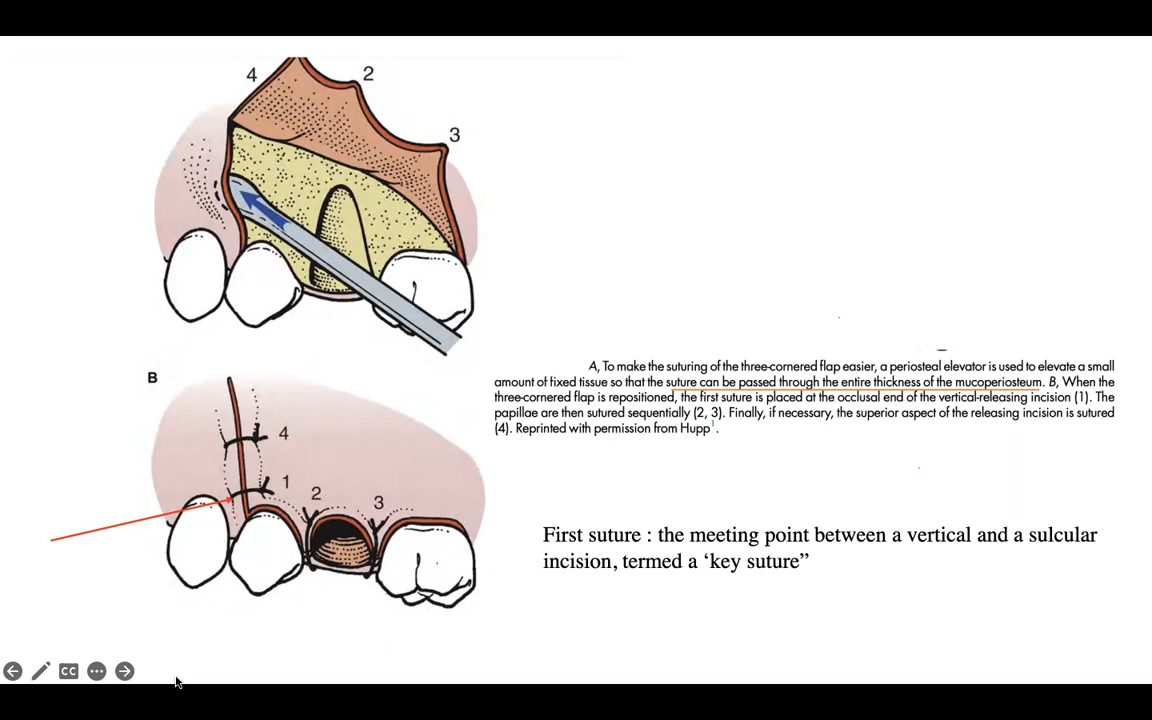 4
2
3
B
4
1
2
3
A, To make the suturing of the three-cornered flap easier, a periosteal elevator is used to elevate a small
amount of fixed tissue so that the suture can be passed through the entire thickness of the mucoperiosteum. B, When the
three-cornered flap is repositioned, the first suture is placed at the occlusal end of the vertical-releasing incision (1). The
papillae are then sutured sequentially (2, 3). Finally, if necessary, the superior aspect of the releasing incision is sutured
(4). Reprinted with permission from Hupp1.
First suture : the meeting point between a vertical and a sulcular
incision, termed a ‘key suture”
CC